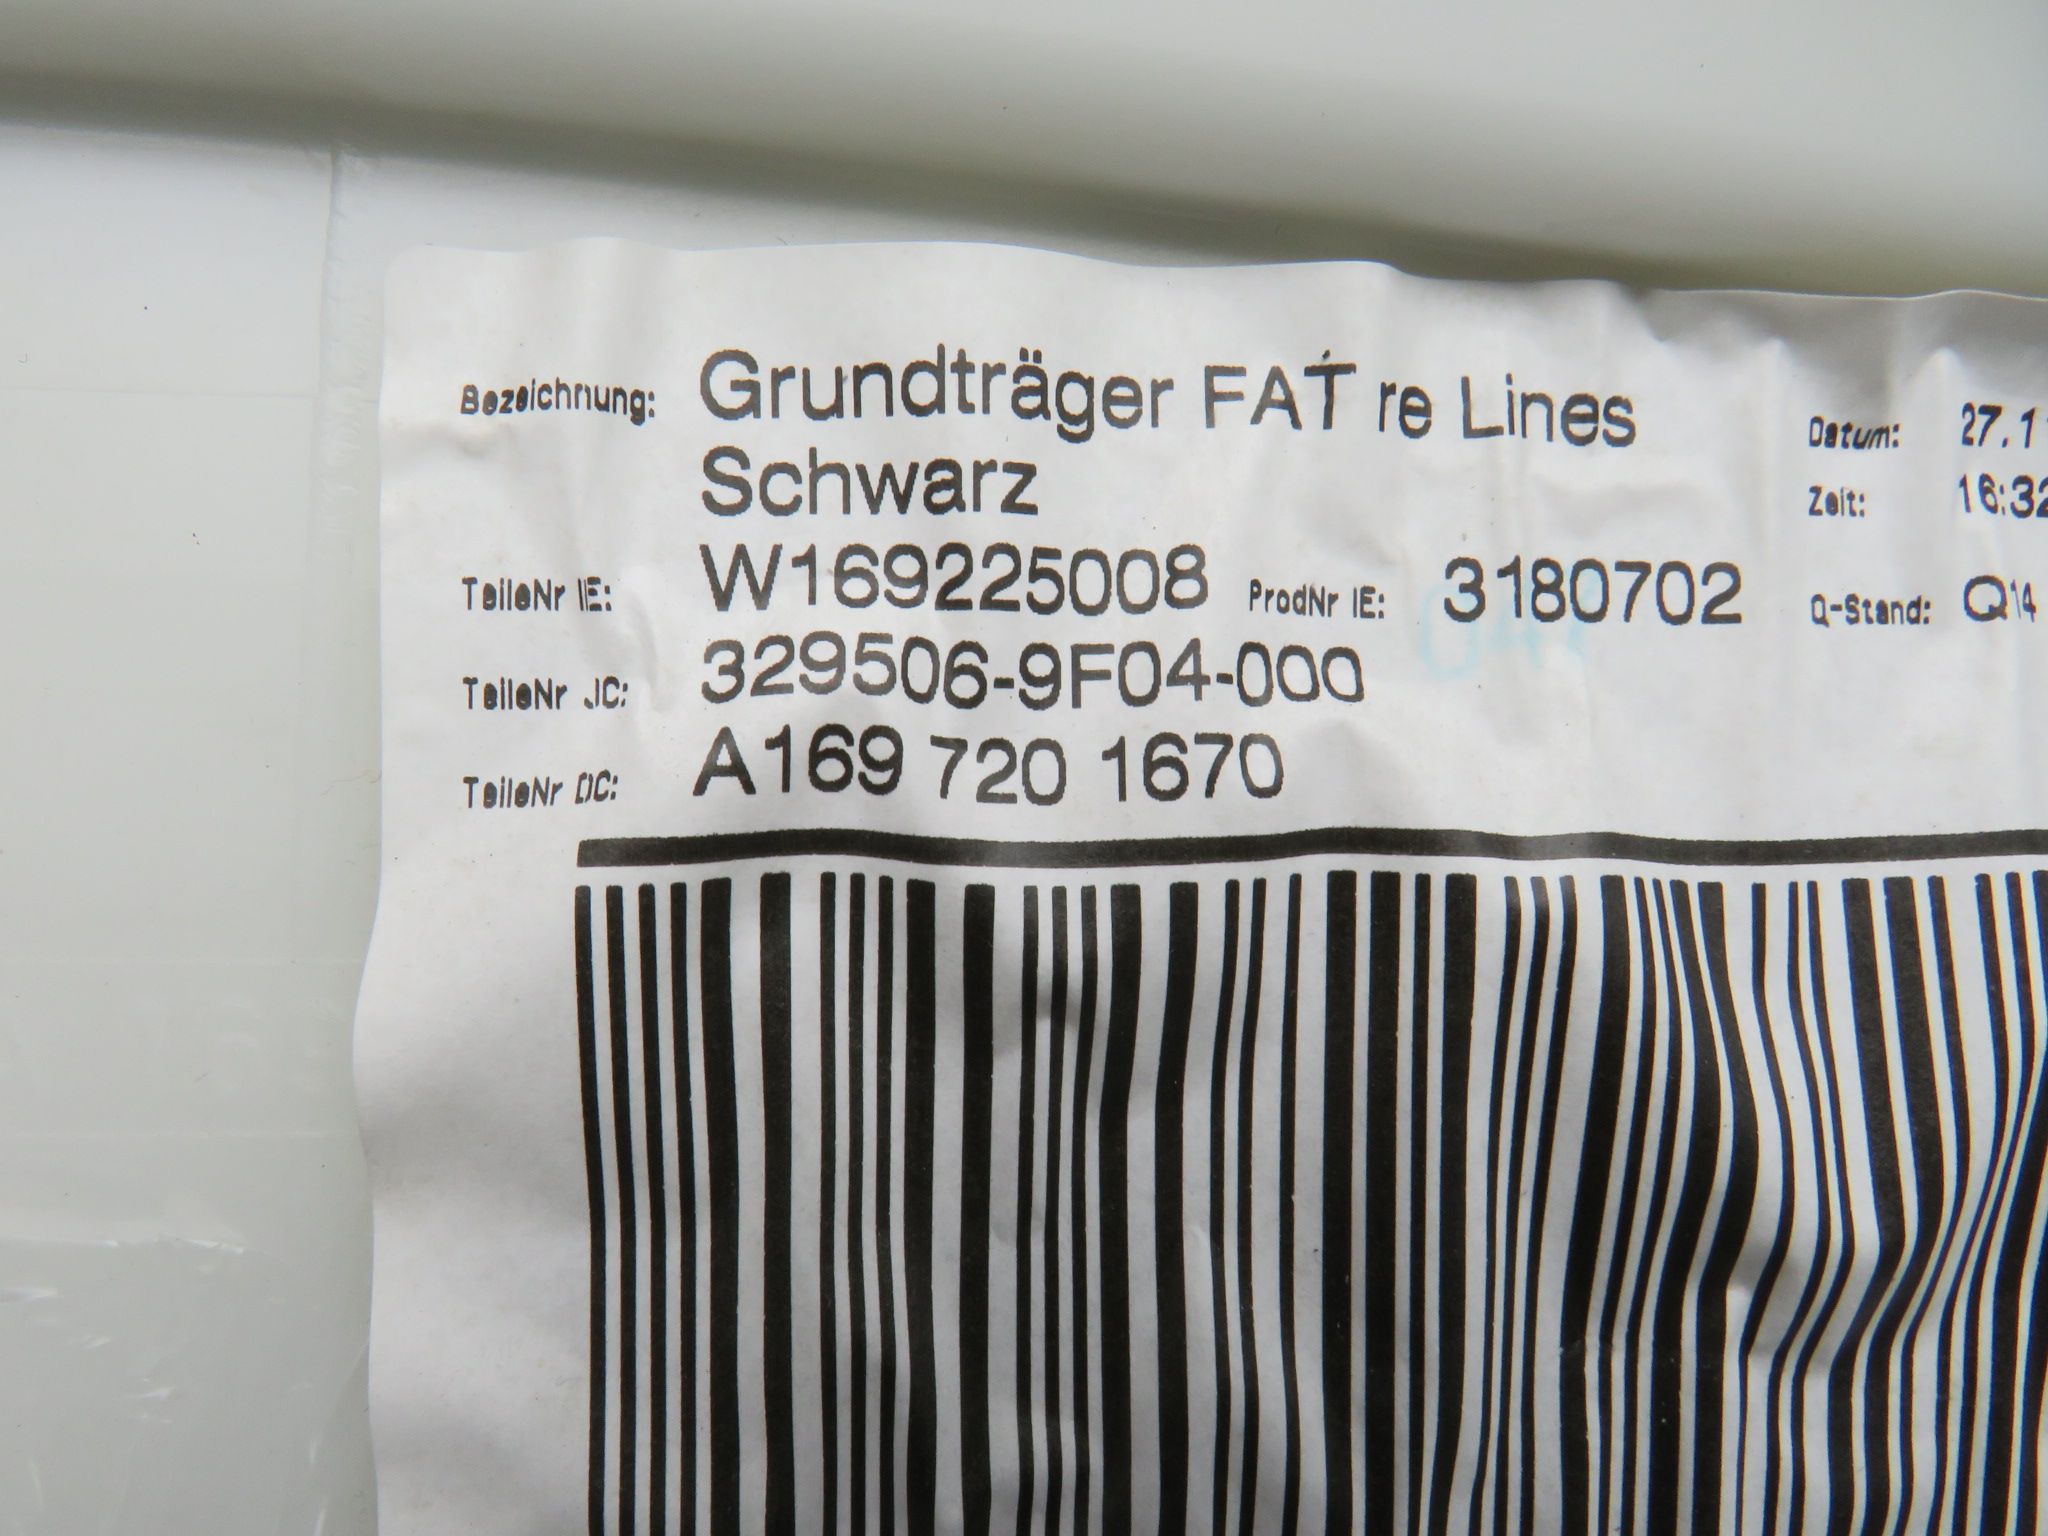 Bezeichnung: Grundträger FAT re Lines
Schwarz
Datum: 27.1
Zeit: 16:32
TeileNr IE: W169225008 ProdNr IE: 3180702 Q-Stand: Q14
TeileNr JC: 329506-9F04-000
TeileNr DC: A169 720 1670